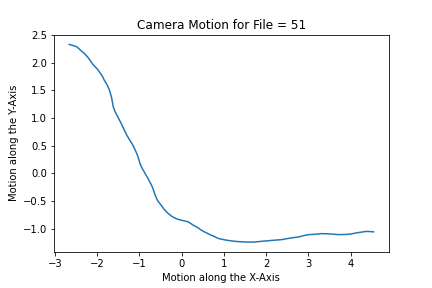 Camera Motion for File = 51
2.5
2.0
1.5
1.0
0.5
0.0
−0.5
−1.0
Motion along the Y-Axis
−3 −2 −1 0 1 2 3 4
Motion along the X-Axis